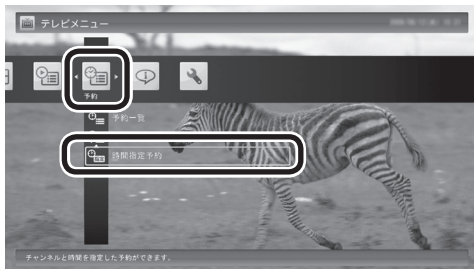 テレビメニュー
予約
予約一覧
時間指定予約
チャンネルと時間を指定した予約ができます。